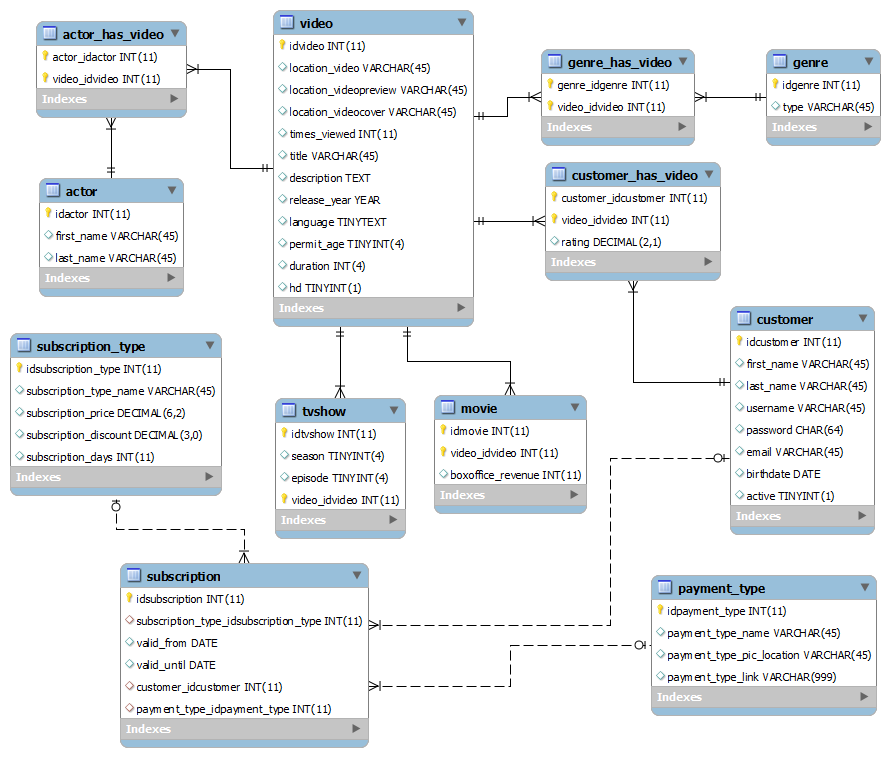 actor_has_video
actor_idactor INT(11)
video_idvideo INT(11)
Indexes
video
idvideo INT(11)
location_video VARCHAR(45)
location_videopreview VARCHAR(45)
location_videocover VARCHAR(45)
times_viewed INT(11)
title VARCHAR(45)
description TEXT
release_year YEAR
language TINYTEXT
permit_age TINYINT(4)
duration INT(4)
hd TINYINT(1)
Indexes
genre_has_video
genre_idgenre INT(11)
video_idvideo INT(11)
Indexes
genre
idgenre INT(11)
type VARCHAR(45)
Indexes
actor
idactor INT(11)
first_name VARCHAR(45)
last_name VARCHAR(45)
Indexes
customer_has_video
customer_idcustomer INT(11)
video_idvideo INT(11)
rating DECIMAL(2,1)
Indexes
customer
idcustomer INT(11)
first_name VARCHAR(45)
last_name VARCHAR(45)
username VARCHAR(45)
password CHAR(64)
email VARCHAR(45)
birthdate DATE
active TINYINT(1)
Indexes
subscription_type
idsubscription_type INT(11)
subscription_type_name VARCHAR(45)
subscription_price DECIMAL(6,2)
subscription_discount DECIMAL(3,0)
subscription_days INT(11)
Indexes
tvshow
idtvshow INT(11)
season TINYINT(4)
episode TINYINT(4)
video_idvideo INT(11)
Indexes
movie
idmovie INT(11)
video_idvideo INT(11)
boxoffice_revenue INT(11)
Indexes
subscription
idsubscription INT(11)
subscription_type_idsubscription_type INT(11)
valid_from DATE
valid_until DATE
customer_idcustomer INT(11)
payment_type_idpayment_type INT(11)
Indexes
payment_type
idpayment_type INT(11)
payment_type_name VARCHAR(45)
payment_type_pic_location VARCHAR(45)
payment_type_link VARCHAR(999)
Indexes